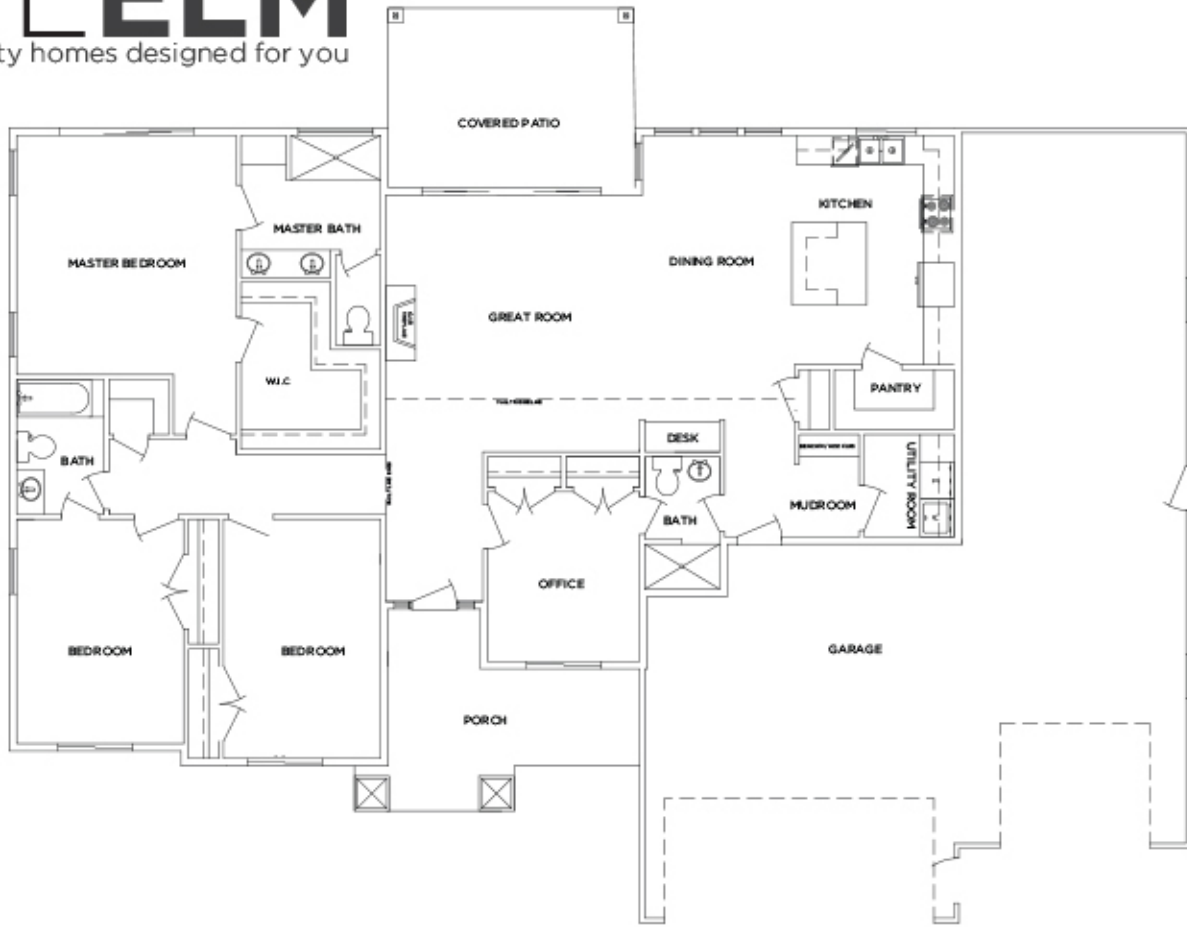 ELM
ty homes designed for you
COVERED PATIO
KITCHEN
MASTER BATH
MASTER BEDROOM
DINING ROOM
GREAT ROOM
W.I.C
PANTRY
DESK
BATH
UTILITY ROOM
MUDROOM
BATH
OFFICE
BEDROOM
BEDROOM
GARAGE
PORCH